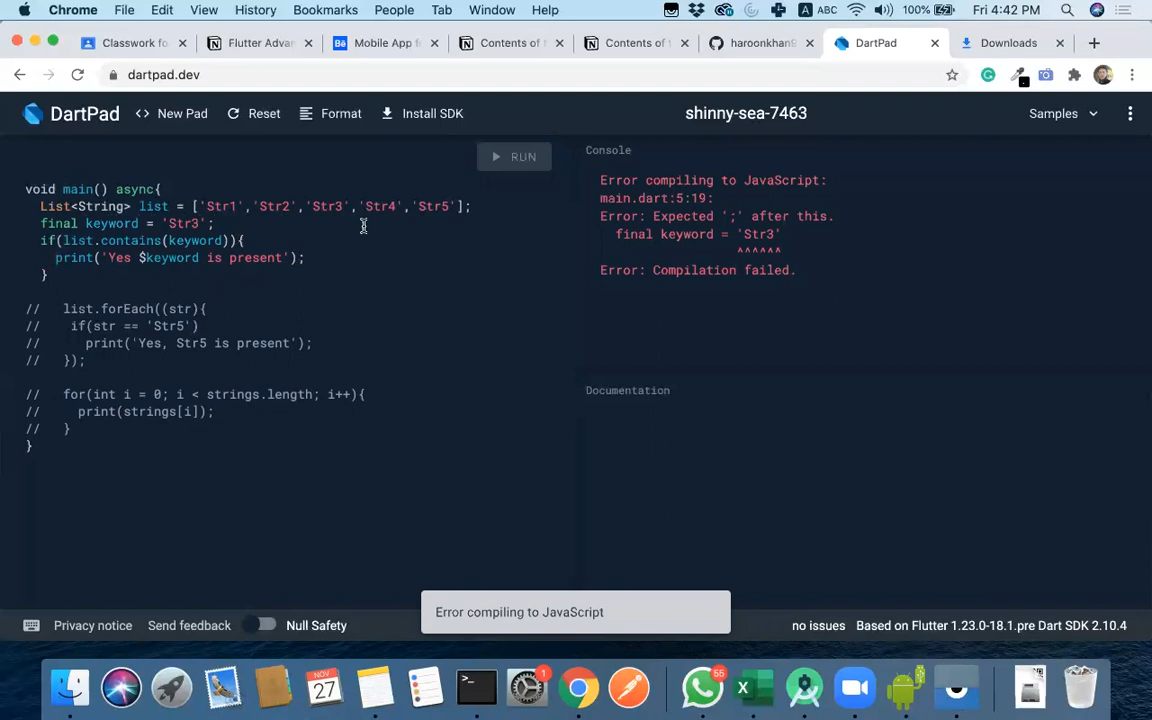 Chrome File Edit View History Bookmarks People Tab Window Help A ABC 100% Fri 4:42 PM
Classwork fo Flutter Advan Mobile App f Contents of Contents of haroonkhan9 DartPad Downloads
dartpad.dev
DartPad <> New Pad Reset Format Install SDK shinny-sea-7463 Samples
RUN
void main() async{
List<String> list = ['Str1','Str2','Str3','Str4','Str5'];
final keyword = 'Str3';
if(list.contains(keyword)){
print('Yes $keyword is present');
}
// list.forEach((str){
// if(str == 'Str5')
// print('Yes, Str5 is present');
// });
// for(int i = 0; i < strings.length; i++){
// print(strings[i]);
// }
}
Console
Error compiling to JavaScript:
main.dart:5:19:
Error: Expected ';' after this.
final keyword = 'Str3'
^^^^^^
Error: Compilation failed.
Documentation
Error compiling to JavaScript
Privacy notice Send feedback Null Safety no issues Based on Flutter 1.23.0-18.1.pre Dart SDK 2.10.4
NOV
27
>_
1
55